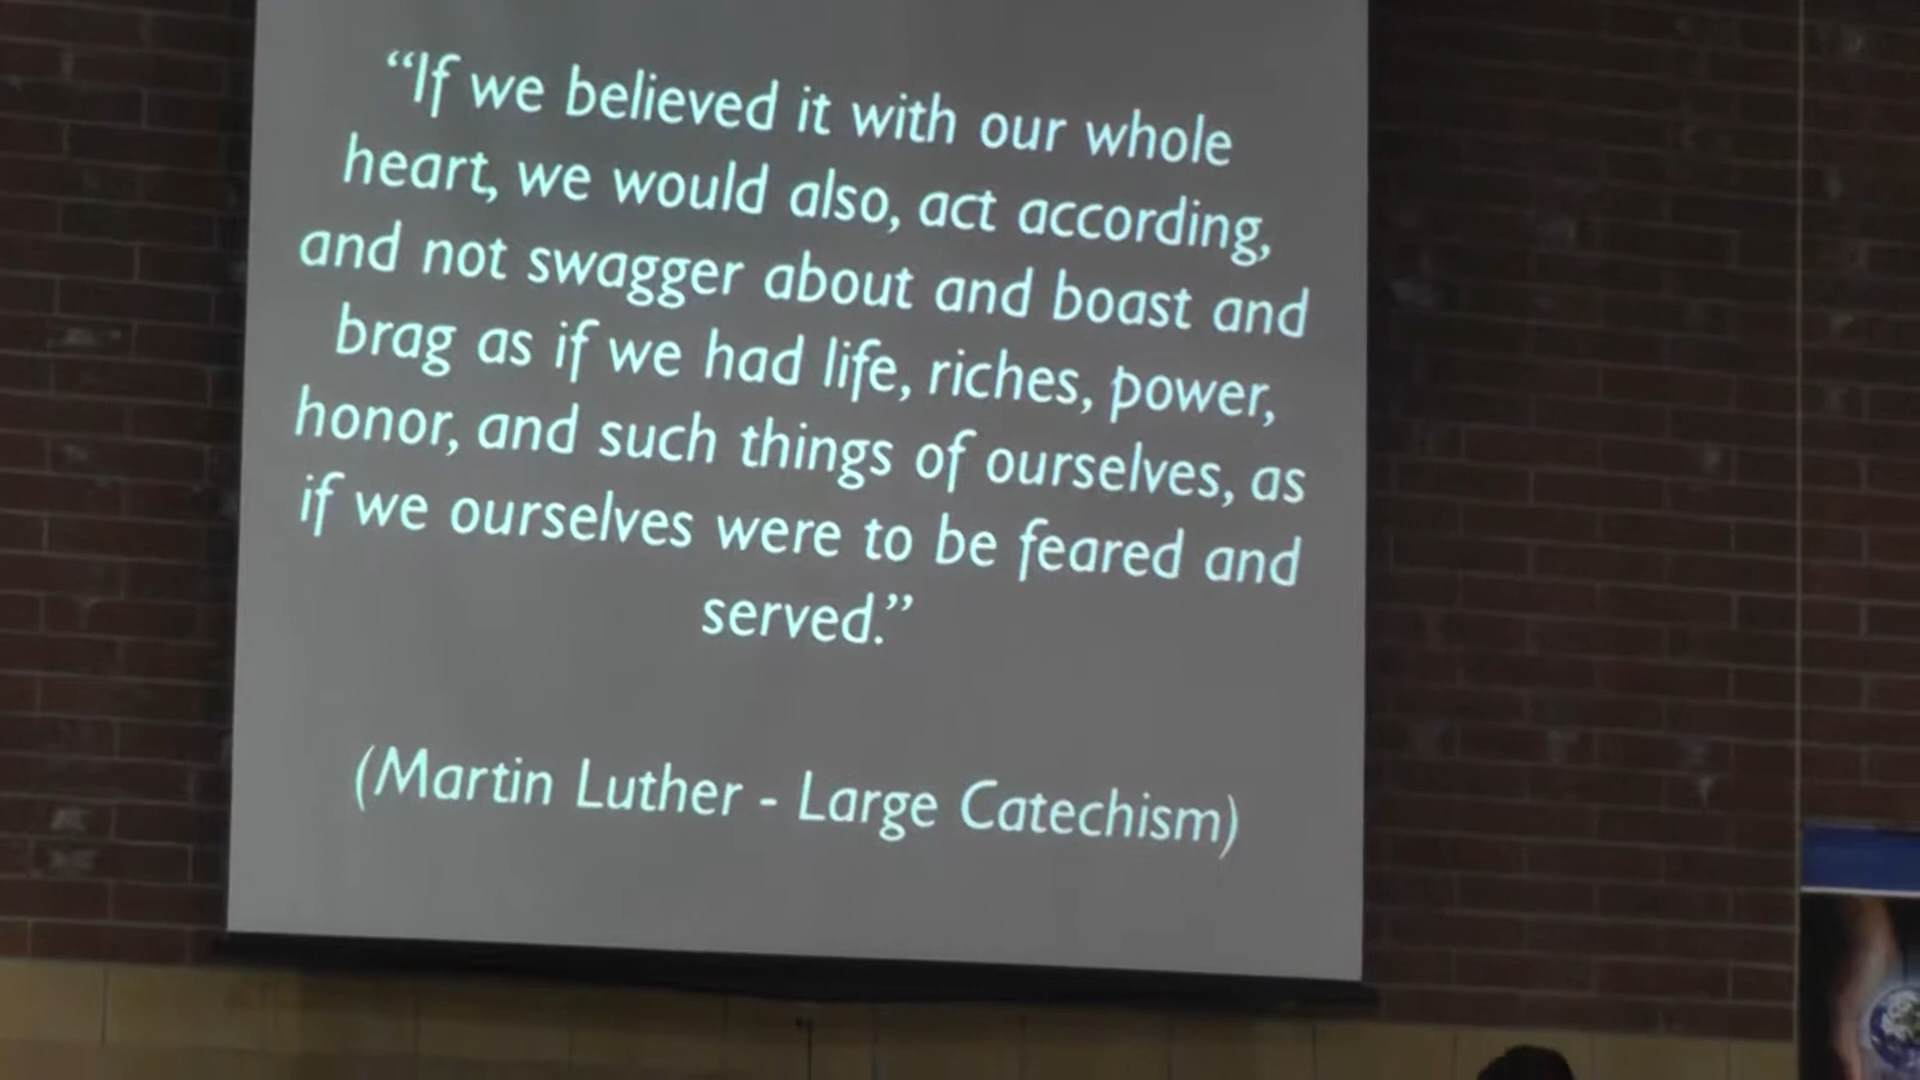 “If we believed it with our whole
heart, we would also, act according,
and not swagger about and boast and
brag as if we had life, riches, power,
honor, and such things of ourselves, as
if we ourselves were to be feared and
served.”
(Martin Luther - Large Catechism)